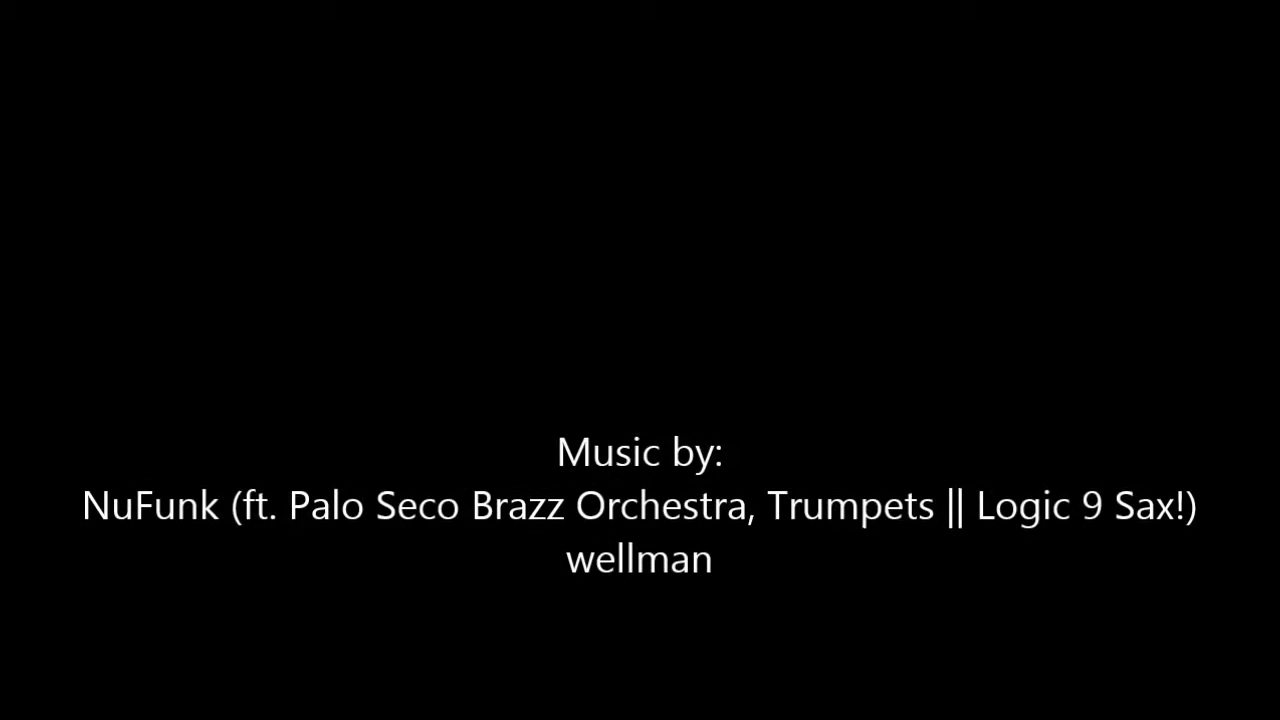 Music by:
NuFunk (ft. Palo Seco Brazz Orchestra, Trumpets || Logic 9 Sax!)
wellman